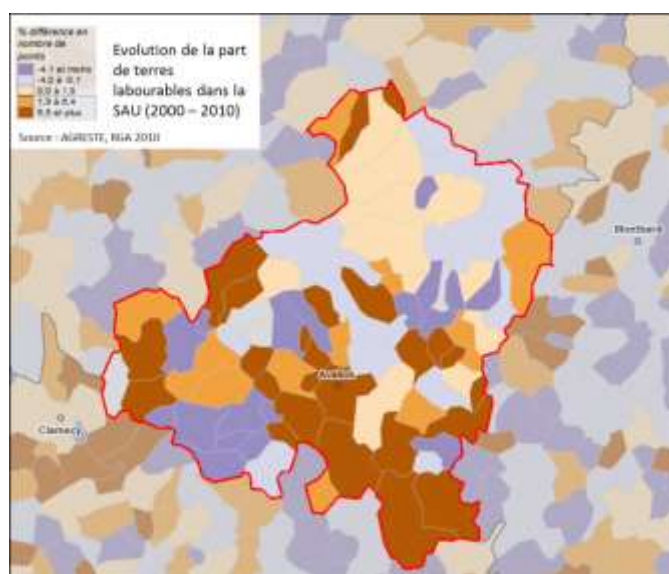 % différence en
nombre de
points
-4,1 et moins
-4,0 à -0,1
0,0 à 1,8
1,9 à 6,4
6,5 et plus
Evolution de la part
de terres
labourables dans la
SAU (2000 – 2010)
Source : AGRESTE, RGA 2010
Montbard
Avallon
Clamecy